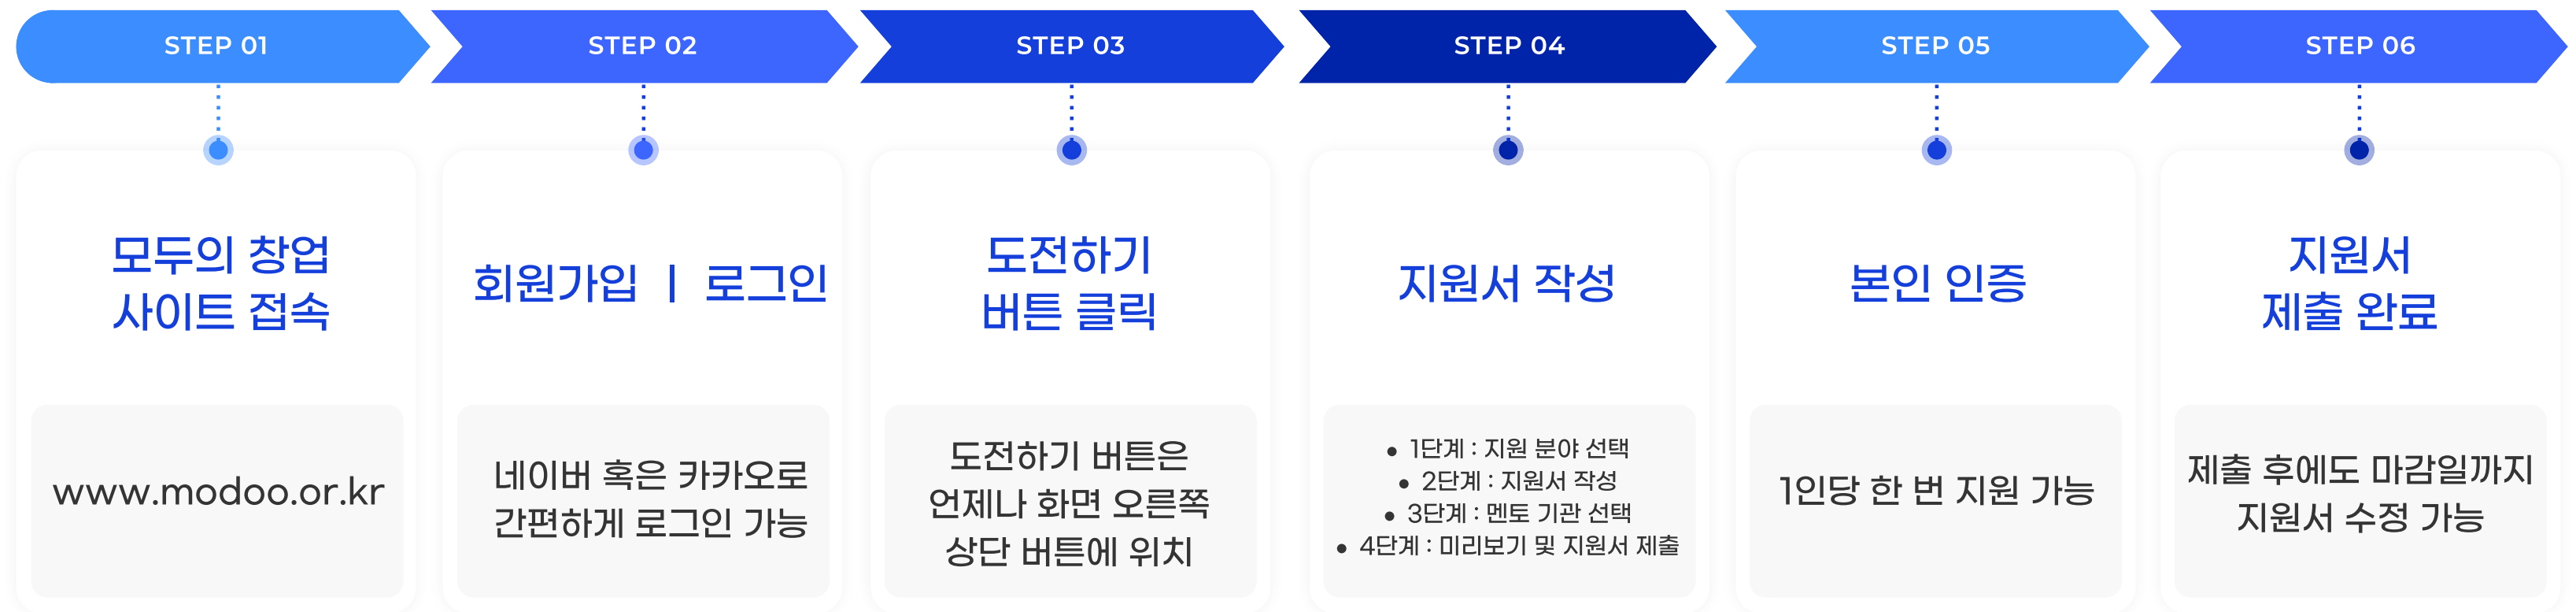 STEP 01
모두의 창업
사이트 접속
www.modoo.or.kr
STEP 02
회원가입 | 로그인
네이버 혹은 카카오로
간편하게 로그인 가능
STEP 03
도전하기
버튼 클릭
도전하기 버튼은
언제나 화면 오른쪽
상단 버튼에 위치
STEP 04
지원서 작성
• 1단계 : 지원 분야 선택
• 2단계 : 지원서 작성
• 3단계 : 멘토 기관 선택
• 4단계 : 미리보기 및 지원서 제출
STEP 05
본인 인증
1인당 한 번 지원 가능
STEP 06
지원서
제출 완료
제출 후에도 마감일까지
지원서 수정 가능